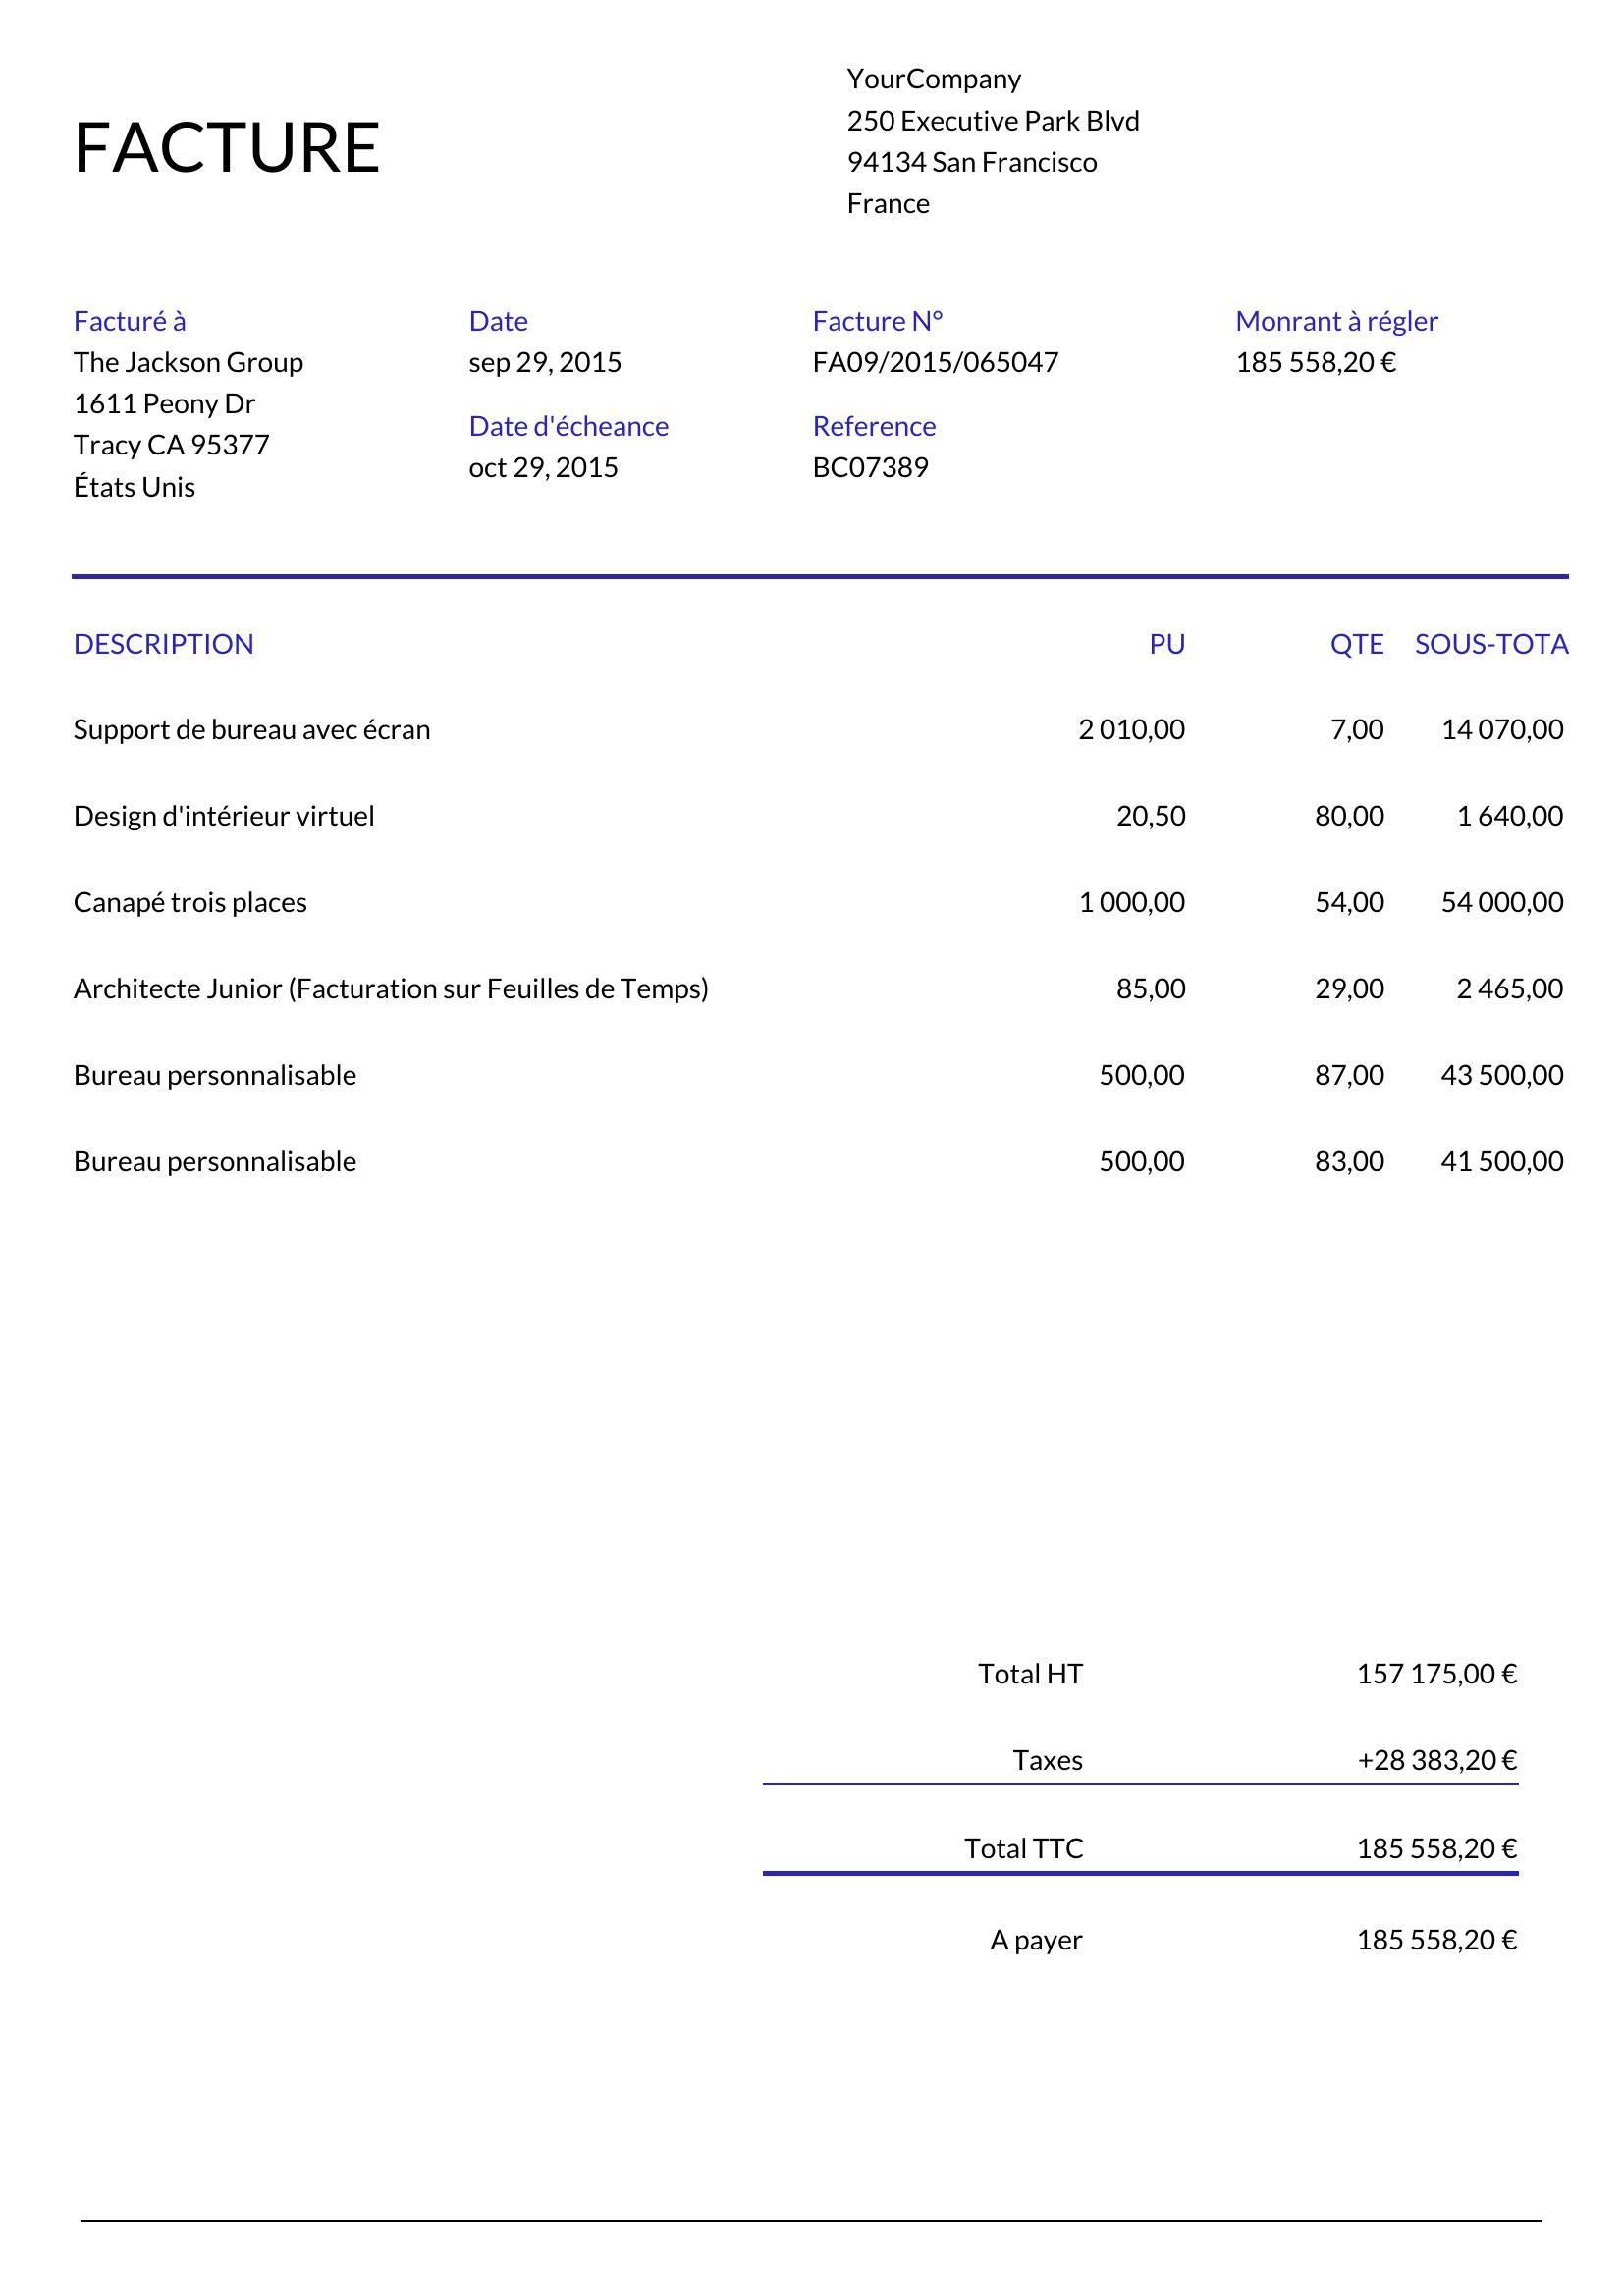 YourCompany
250 Executive Park Blvd
94134 San Francisco
France
FACTURE
Facturé à
The Jackson Group
1611 Peony Dr
Tracy CA 95377
États Unis
Date
sep 29, 2015
Date d'écheance
oct 29, 2015
Facture N°
FA09/2015/065047
Reference
BC07389
Monrant à régler
185 558,20 €
DESCRIPTION PU QTE SOUS-TOTA
Support de bureau avec écran 2 010,00 7,00 14 070,00
Design d'intérieur virtuel 20,50 80,00 1 640,00
Canapé trois places 1 000,00 54,00 54 000,00
Architecte Junior (Facturation sur Feuilles de Temps) 85,00 29,00 2 465,00
Bureau personnalisable 500,00 87,00 43 500,00
Bureau personnalisable 500,00 83,00 41 500,00
Total HT 157 175,00 €
Taxes +28 383,20 €
Total TTC 185 558,20 €
A payer 185 558,20 €